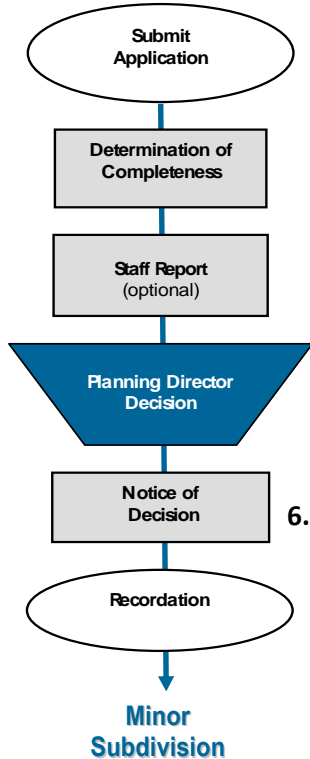 Submit
Application
Determination of
Completeness
Staff Report
(optional)
Planning Director
Decision
Notice of
Decision
6.
Recordation
Minor
Subdivision